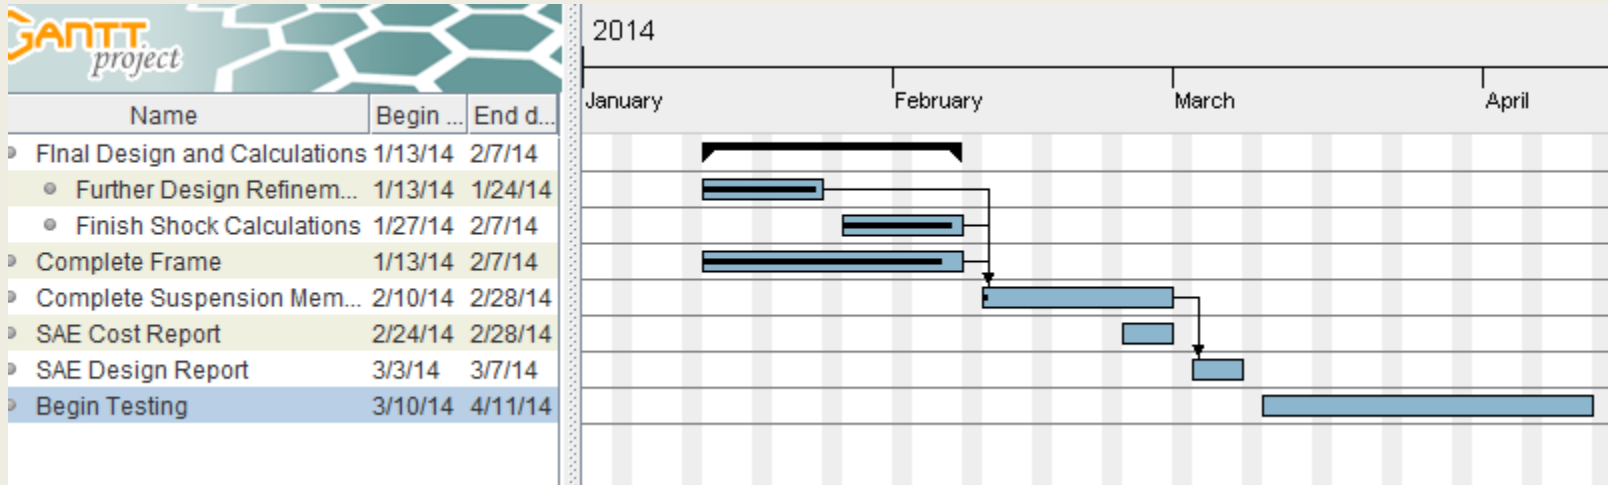 GANTT
project
2014
January February March April
Name Begin ... End d...
FInal Design and Calculations 1/13/14 2/7/14
Further Design Refinem... 1/13/14 1/24/14
Finish Shock Calculations 1/27/14 2/7/14
Complete Frame 1/13/14 2/7/14
Complete Suspension Mem... 2/10/14 2/28/14
SAE Cost Report 2/24/14 2/28/14
SAE Design Report 3/3/14 3/7/14
Begin Testing 3/10/14 4/11/14